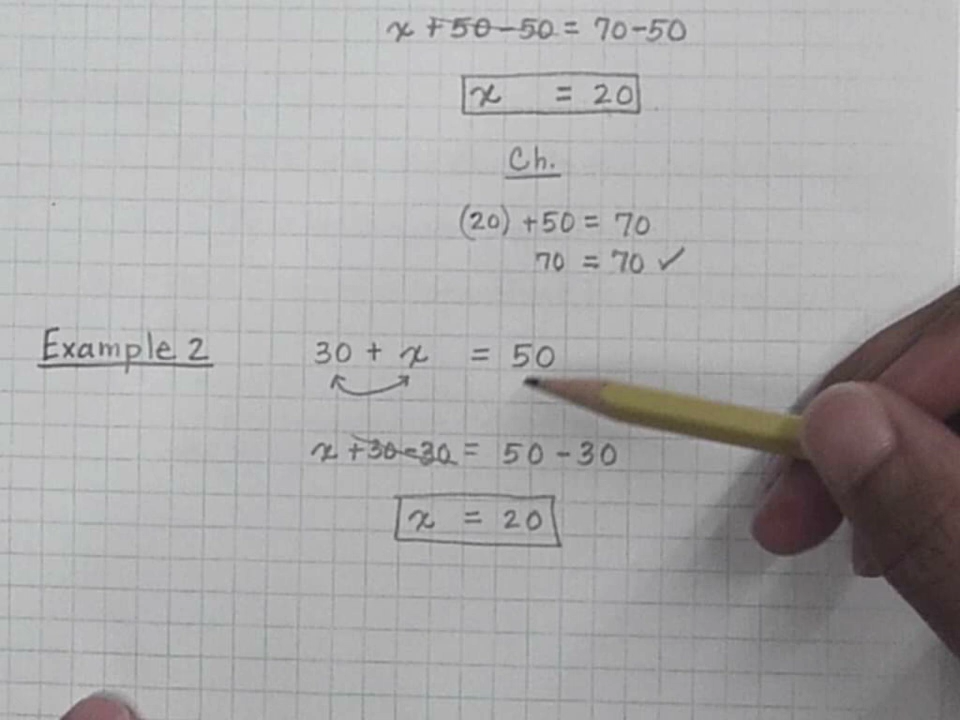 x + 50 - 50 = 70 - 50
x = 20
Ch.
(20) + 50 = 70
70 = 70 ✓
Example 2 30 + x = 50
x + 30 - 30 = 50 - 30
x = 20